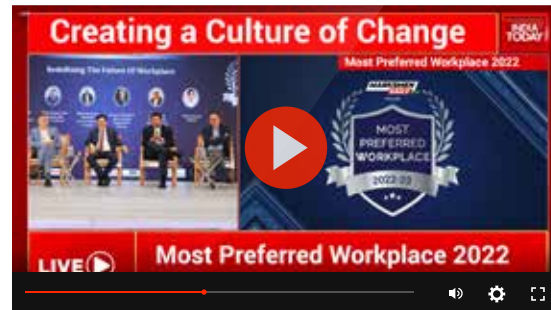 Creating a Culture of Change
INDIA
TODAY
Most Preferred Workplace 2022
Redefining The Future Of Workplace
MOST
PREFERRED
WORKPLACE
2022-23
LIVE
Most Preferred Workplace 2022